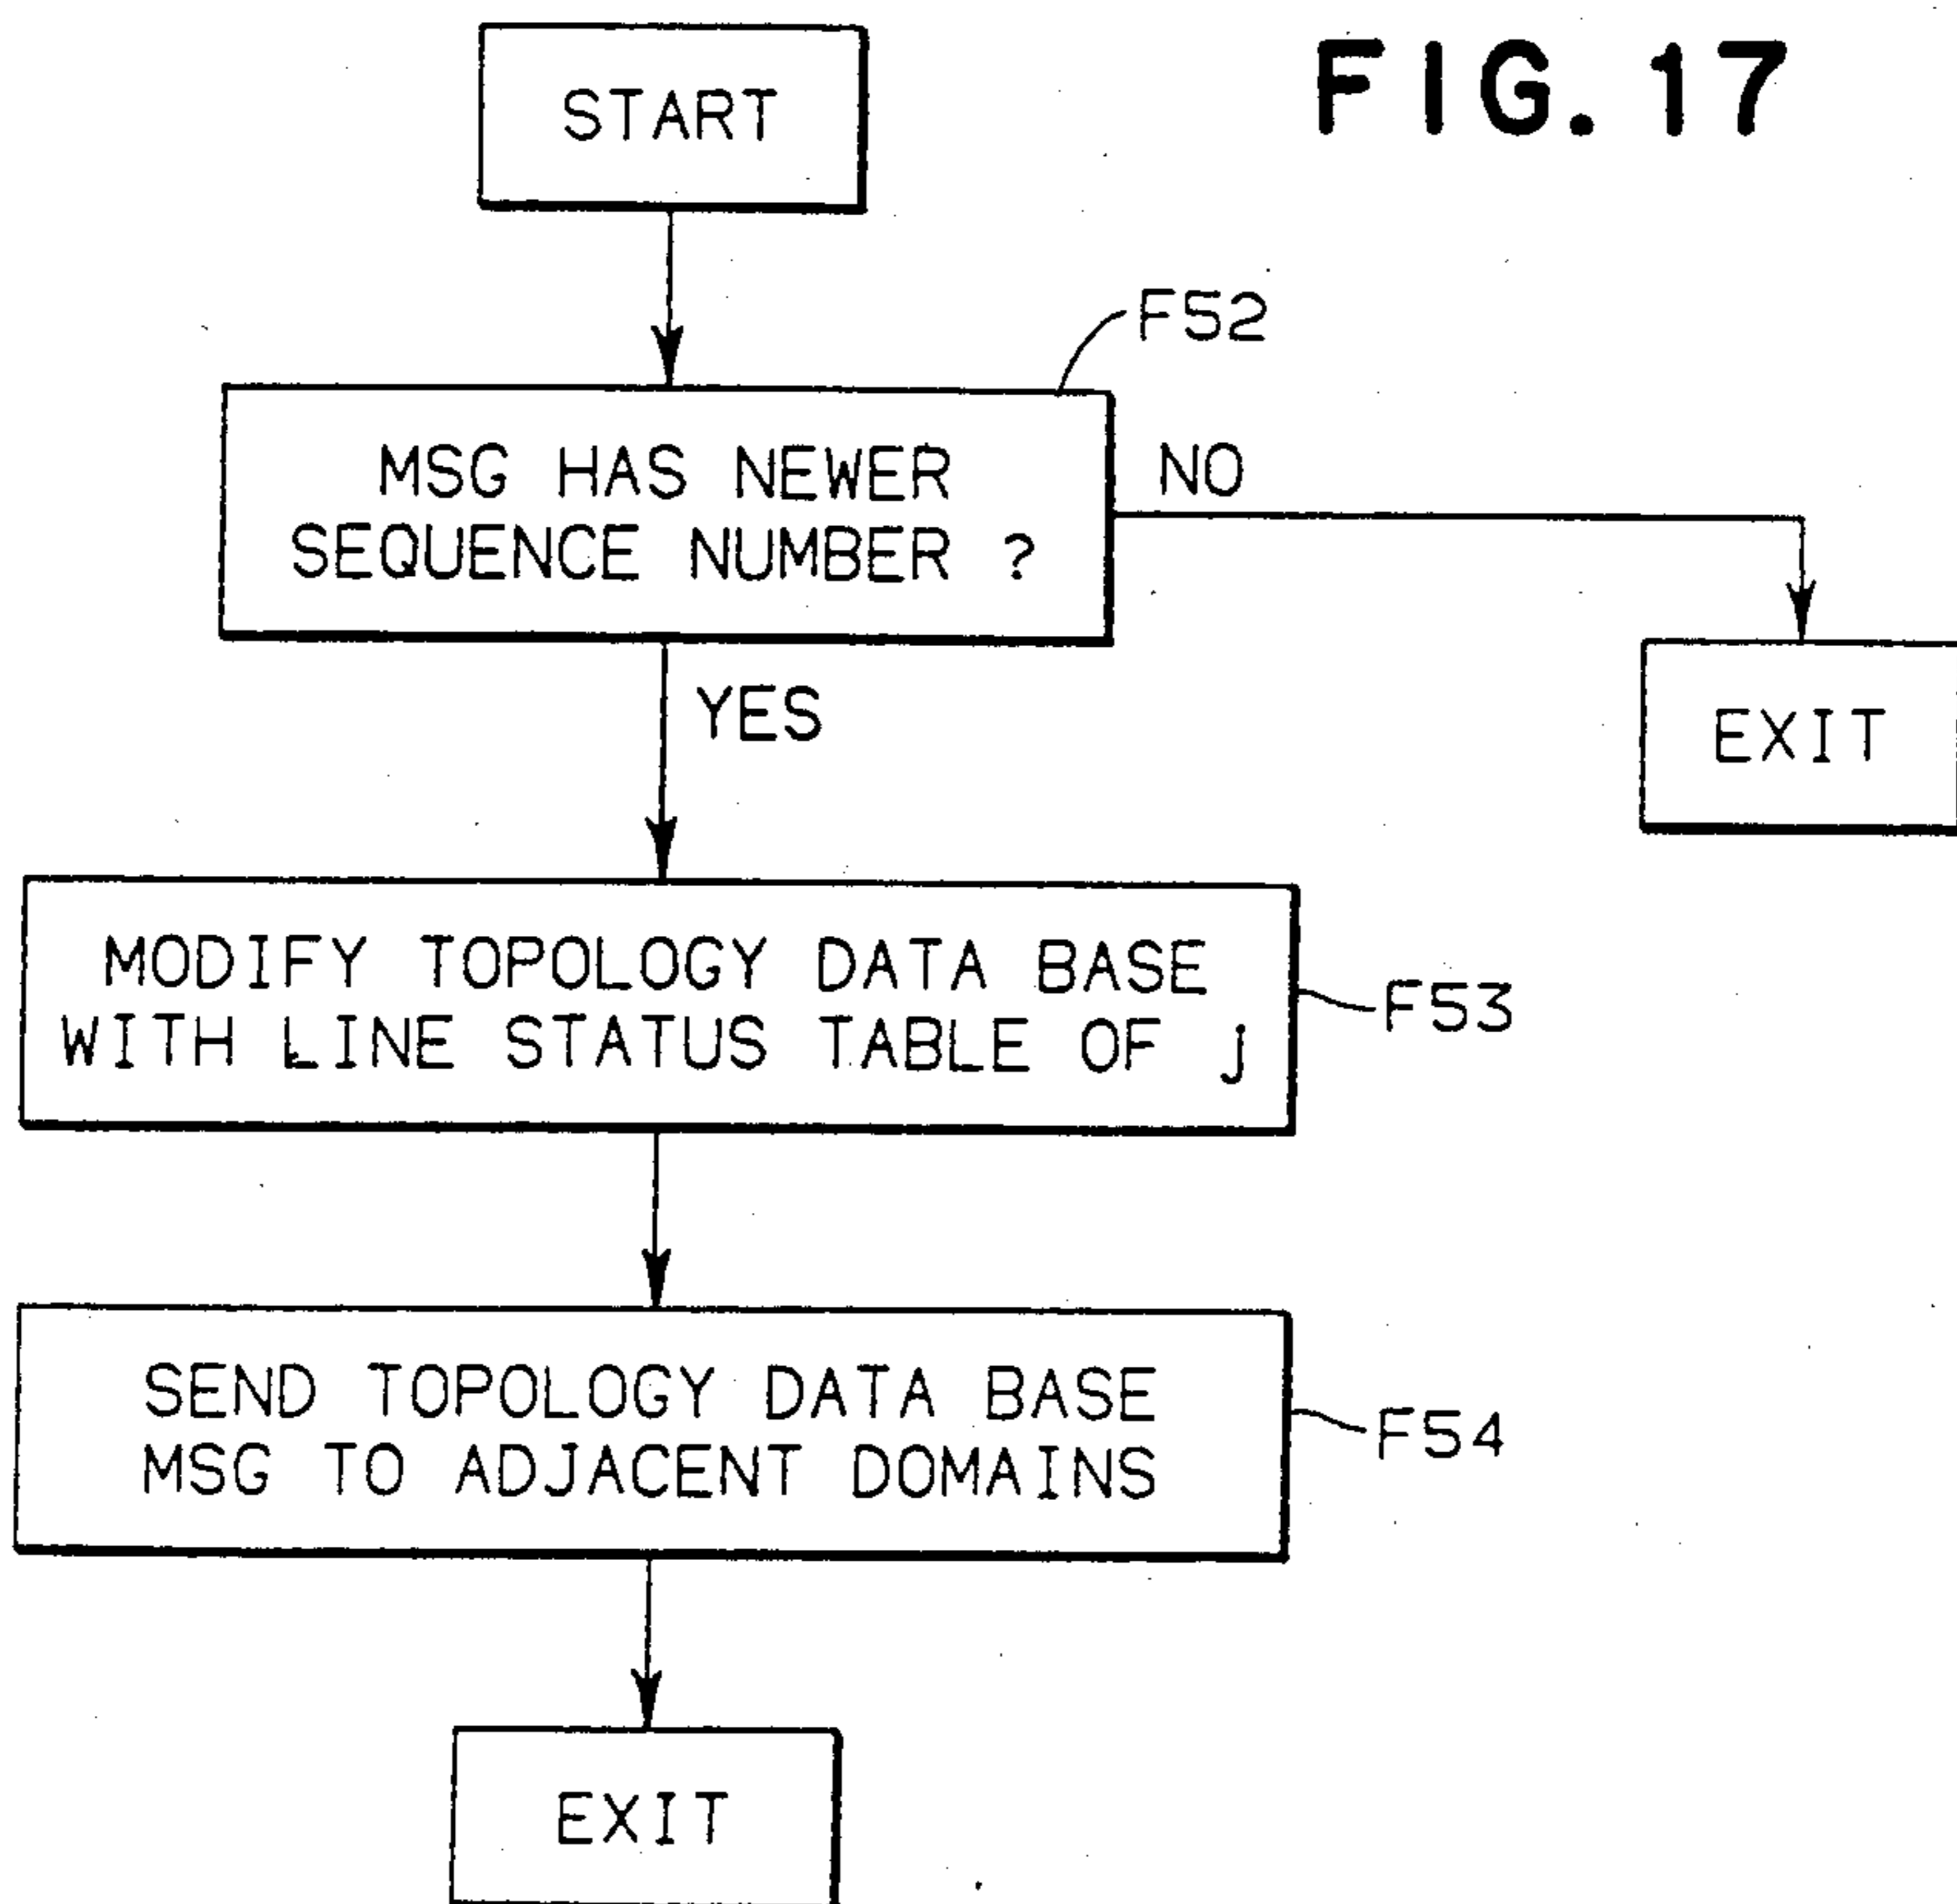 FIG. 17
START
F52
MSG HAS NEWER
SEQUENCE NUMBER ?
NO
EXIT
YES
MODIFY TOPOLOGY DATA BASE
WITH LINE STATUS TABLE OF j
F53
SEND TOPOLOGY DATA BASE
MSG TO ADJACENT DOMAINS
F54
EXIT